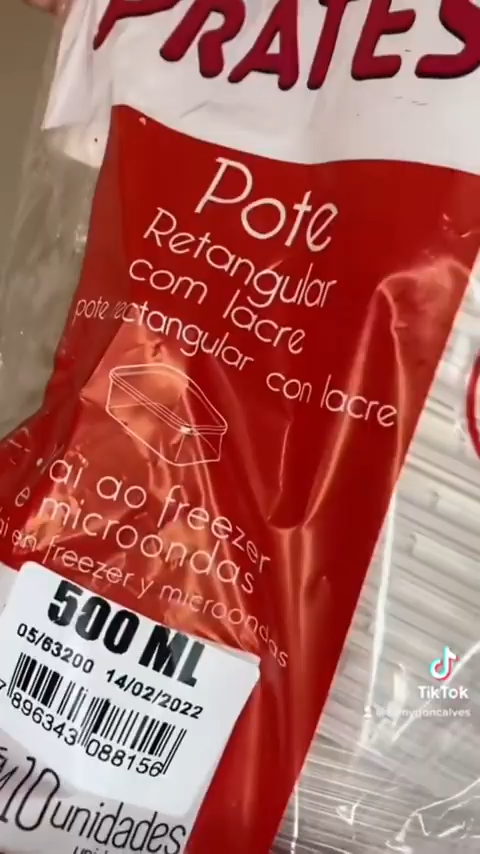 PRATES
Pote
Retangular
com lacre
pote rectangular con lacre
Vai ao freezer
e microondas
freezer y microondas
500 ML
05/63200 14/02/2022
7 896343 088156
10 unidades
TikTok